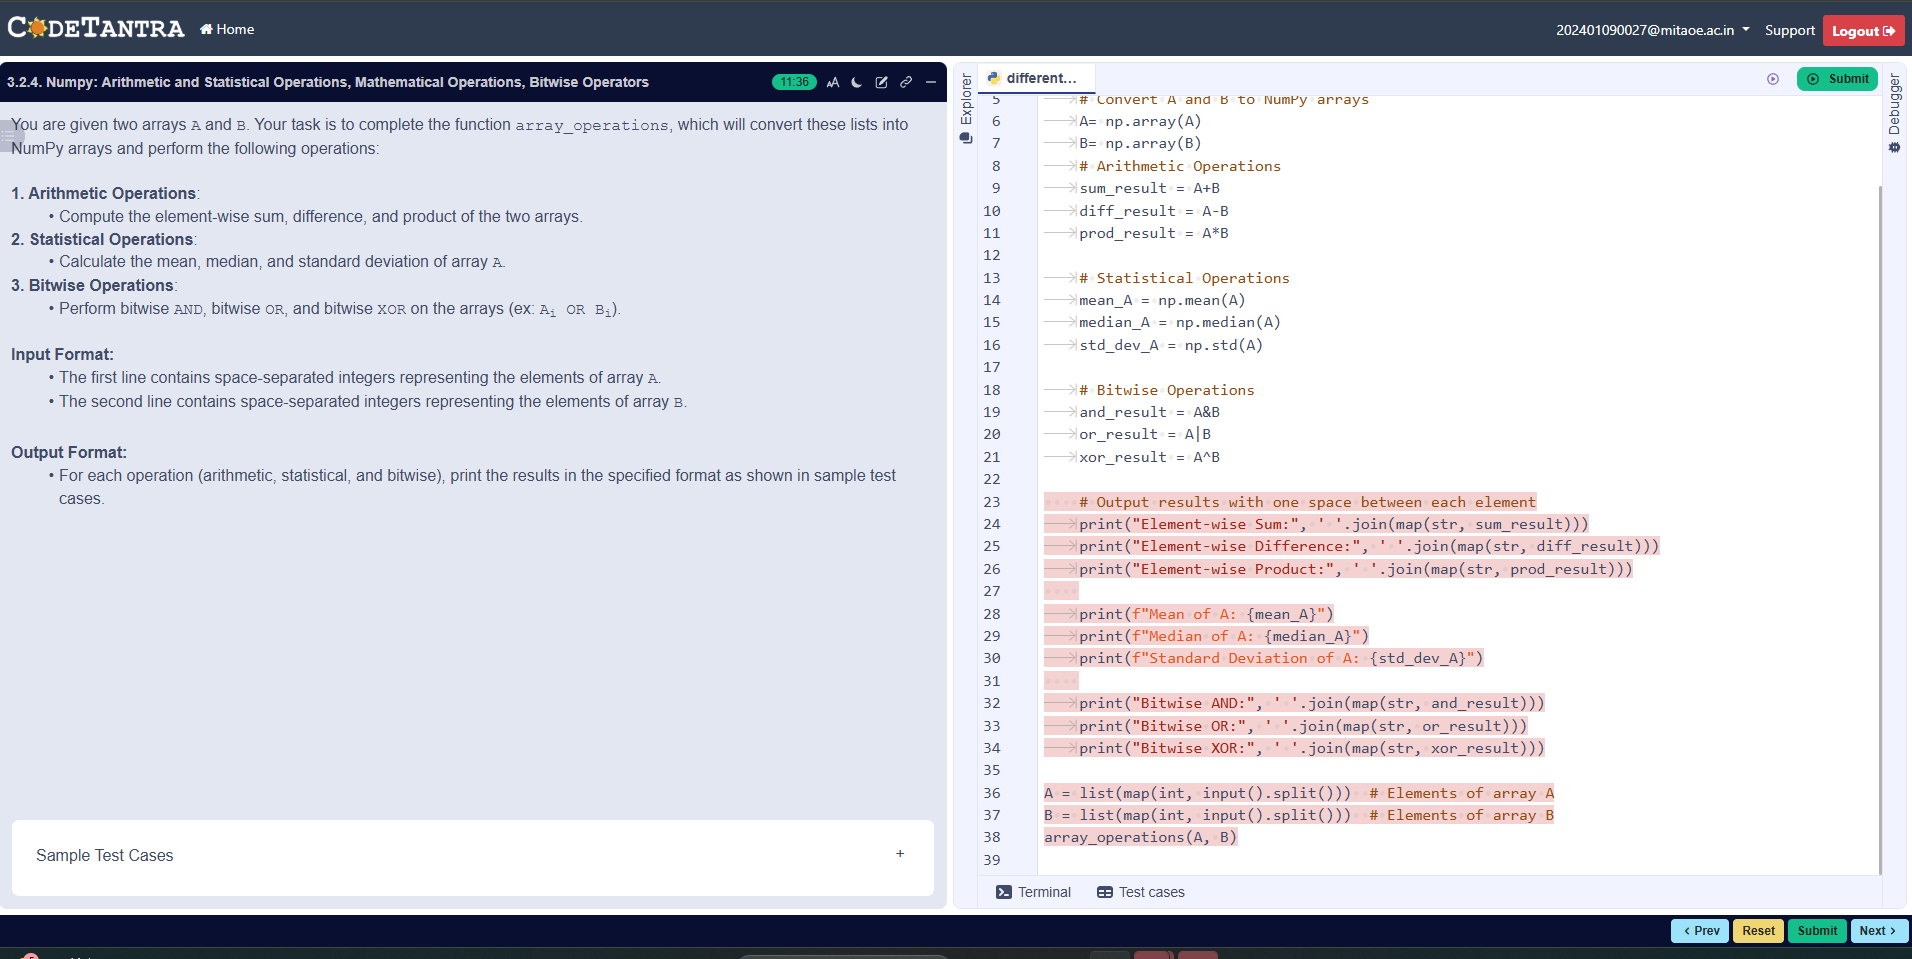 CODETANTRA Home
202401090027@mitaoe.ac.in Support Logout
3.2.4. Numpy: Arithmetic and Statistical Operations, Mathematical Operations, Bitwise Operators 11:36 AA
You are given two arrays A and B. Your task is to complete the function array_operations, which will convert these lists into
NumPy arrays and perform the following operations:
1. Arithmetic Operations:
• Compute the element-wise sum, difference, and product of the two arrays.
2. Statistical Operations:
• Calculate the mean, median, and standard deviation of array A.
3. Bitwise Operations:
• Perform bitwise AND, bitwise OR, and bitwise XOR on the arrays (ex: Ai OR Bi).
Input Format:
• The first line contains space-separated integers representing the elements of array A.
• The second line contains space-separated integers representing the elements of array B.
Output Format:
• For each operation (arithmetic, statistical, and bitwise), print the results in the specified format as shown in sample test
cases.
Sample Test Cases +
Explorer
different...
Submit
Debugger
5 # Convert A and B to NumPy arrays
6 A= np.array(A)
7 B= np.array(B)
8 # Arithmetic Operations
9 sum_result = A+B
10 diff_result = A-B
11 prod_result = A*B
12
13 # Statistical Operations
14 mean_A = np.mean(A)
15 median_A = np.median(A)
16 std_dev_A = np.std(A)
17
18 # Bitwise Operations
19 and_result = A&B
20 or_result = A|B
21 xor_result = A^B
22
23 # Output results with one space between each element
24 print("Element-wise Sum:", ' '.join(map(str, sum_result)))
25 print("Element-wise Difference:", ' '.join(map(str, diff_result)))
26 print("Element-wise Product:", ' '.join(map(str, prod_result)))
27
28 print(f"Mean of A: {mean_A}")
29 print(f"Median of A: {median_A}")
30 print(f"Standard Deviation of A: {std_dev_A}")
31
32 print("Bitwise AND:", ' '.join(map(str, and_result)))
33 print("Bitwise OR:", ' '.join(map(str, or_result)))
34 print("Bitwise XOR:", ' '.join(map(str, xor_result)))
35
36 A = list(map(int, input().split())) # Elements of array A
37 B = list(map(int, input().split())) # Elements of array B
38 array_operations(A, B)
39
Terminal Test cases
< Prev Reset Submit Next >